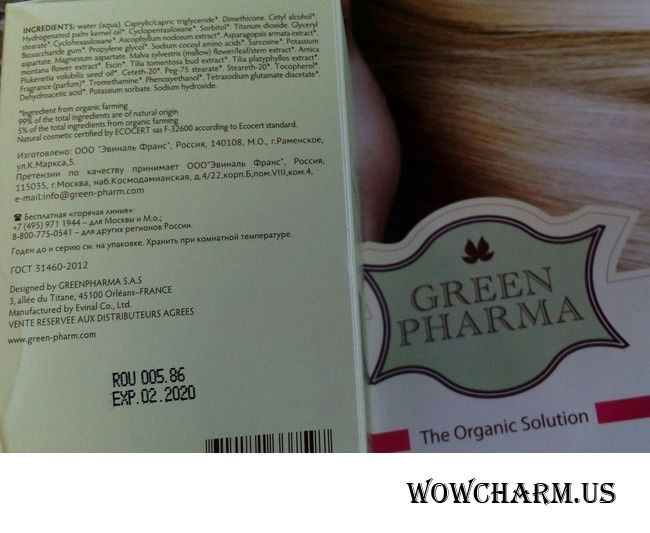 INGREDIENTS: water (aqua). Caprylic/capric triglyceride*. Dimethicone. Cetyl alcohol*.
Hydrogenated palm kernel oil*. Cyclopentasiloxane*. Sorbitol*. Titanum dioxide. Glyceryl
stearate*. Cyclohexasiloxane*. Ascophyllum nodosum extract*. Asparagopsis armata extract*.
Biosaccharide gum*. Propylene glycol*. Sodium cocoyl amino acids*. Sarcosine*. Potassium
aspartate. Magnesium aspartate. Malva sylvestris (mallow) flower/leaf/stem extract*. Arnica
montana flower extract*. Escin*. Tilia tomentosa bud extract*. Tilia platyphyllos extract*.
Plukenetia volubilis seed oil*. Ceteth-20*. Peg-75 stearate*. Steareth-20*. Tocopherol*.
Fragrance (parfum)*. Tromethamine*. Phenoxyethanol*. Tetrasodium glutamate diacetate*.
Dehydroacetic acid*. Potassium sorbate. Sodium hydroxide.
*Ingredient from organic farming
99% of the total ingredients are of natural origin
5% of the total ingredients are from organic farming
Natural cosmetic certified by ECOCERT sas F-32600 according to Ecocert standard.
Изготовлено: ООО "Эвиналь Франс", Россия, 140108, М.О., г.Раменское,
ул.К.Маркса,5.
Претензии по качеству принимает ООО"Эвиналь Франс", Россия,
115035, г.Москва, наб.Космодамианская, д.4/22,корп.Б,пом.VIII,ком.4,
e-mail:info@green-pharm.com
☎ Бесплатная «горячая линия»:
+7 (495) 971 1944 – для Москвы и М.о.;
8-800-775-0541 – для других регионов России.
Годен до и серию см. на упаковке. Хранить при комнатной температуре.
ГОСТ 31460-2012
Designed by GREENPHARMA S.A.S
3, allée du Titane, 45100 Orléans–FRANCE
Manufactured by Evinal Co., Ltd.
VENTE RESERVEE AUX DISTRIBUTEURS AGREES
www.green-pharm.com
ROU 005.86
EXP.02.2020
GREEN
PHARMA
The Organic Solution
WOWCHARM.US